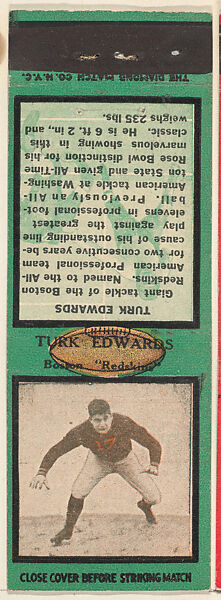 THE DIAMOND MATCH CO. N.Y.C.
TURK EDWARDS
Giant tackle of the Boston
Redskins. Named to the All-
American Professional team
for two consecutive years be-
cause of his outstanding line
play against the greatest
elevens in professional foot-
ball. Previously an All-
American tackle at Washing-
ton State and given All-Time
Rose Bowl distinction for his
marvelous showing in this
classic. He is 6 ft. 2 in., and
weighs 235 lbs.
TURK EDWARDS
Boston "Redskins"
CLOSE COVER BEFORE STRIKING MATCH